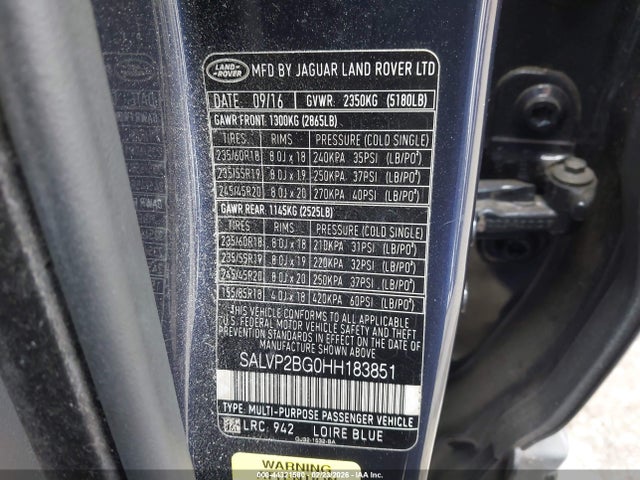 LAND-ROVER MFD BY JAGUAR LAND ROVER LTD
DATE: 09/16 GVWR: 2350KG (5180LB)
GAWR FRONT: 1300KG (2865LB)
TIRES RIMS PRESSURE (COLD SINGLE)
235/60R18 8.0J x 18 240KPA 35PSI (LB/PO²)
235/55R19 8.0J x 19 250KPA 37PSI (LB/PO²)
245/45R20 8.0J x 20 270KPA 40PSI (LB/PO²)
GAWR REAR: 1145KG (2525LB)
TIRES RIMS PRESSURE (COLD SINGLE)
235/60R18 8.0J x 18 210KPA 31PSI (LB/PO²)
235/55R19 8.0J x 19 220KPA 32PSI (LB/PO²)
245/45R20 8.0J x 20 250KPA 37PSI (LB/PO²)
155/85R18 4.0J x 18 420KPA 60PSI (LB/PO²)
THIS VEHICLE CONFORMS TO ALL APPLICABLE
U.S. FEDERAL MOTOR VEHICLE SAFETY AND THEFT
PREVENTION STANDARDS IN EFFECT ON THE DATE
OF MANUFACTURE SHOWN ABOVE.
SALVP2BG0HH183851
TYPE: MULTI-PURPOSE PASSENGER VEHICLE
LRC: 942 LOIRE BLUE
WARNING